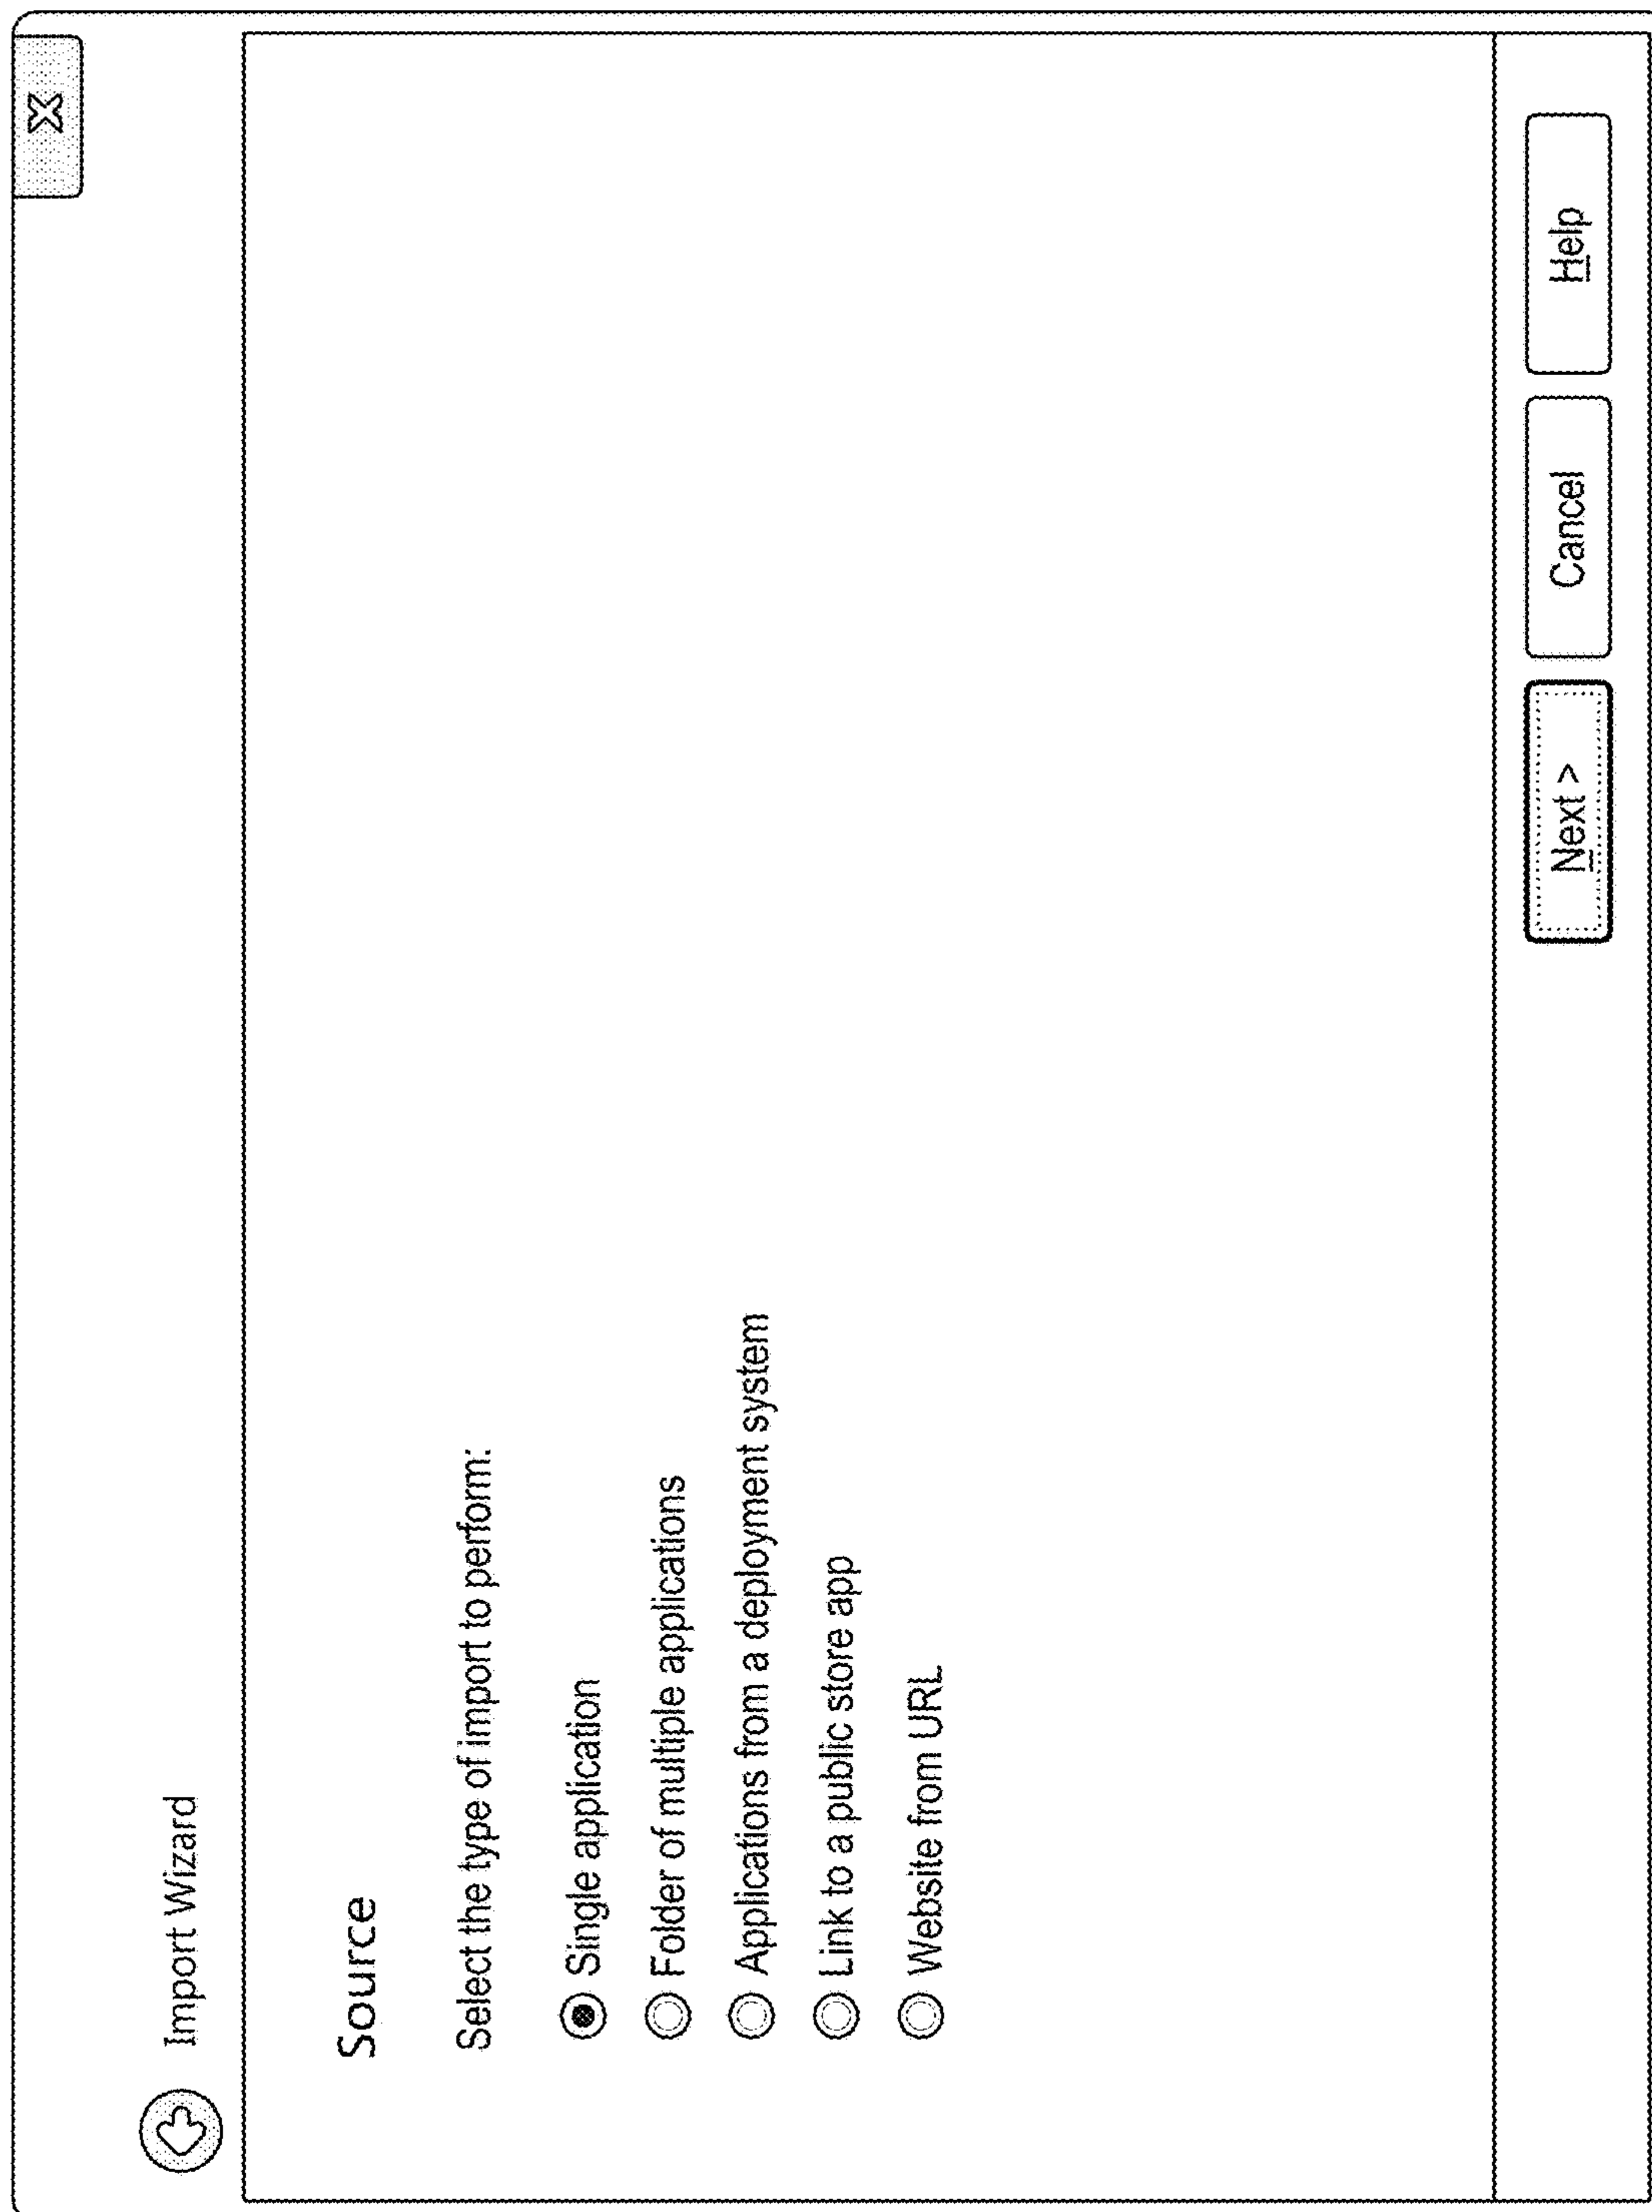 Import Wizard
Source
Select the type of import to perform:
Single application
Folder of multiple applications
Applications from a deployment system
Link to a public store app
Website from URL
Next >
Cancel
Help